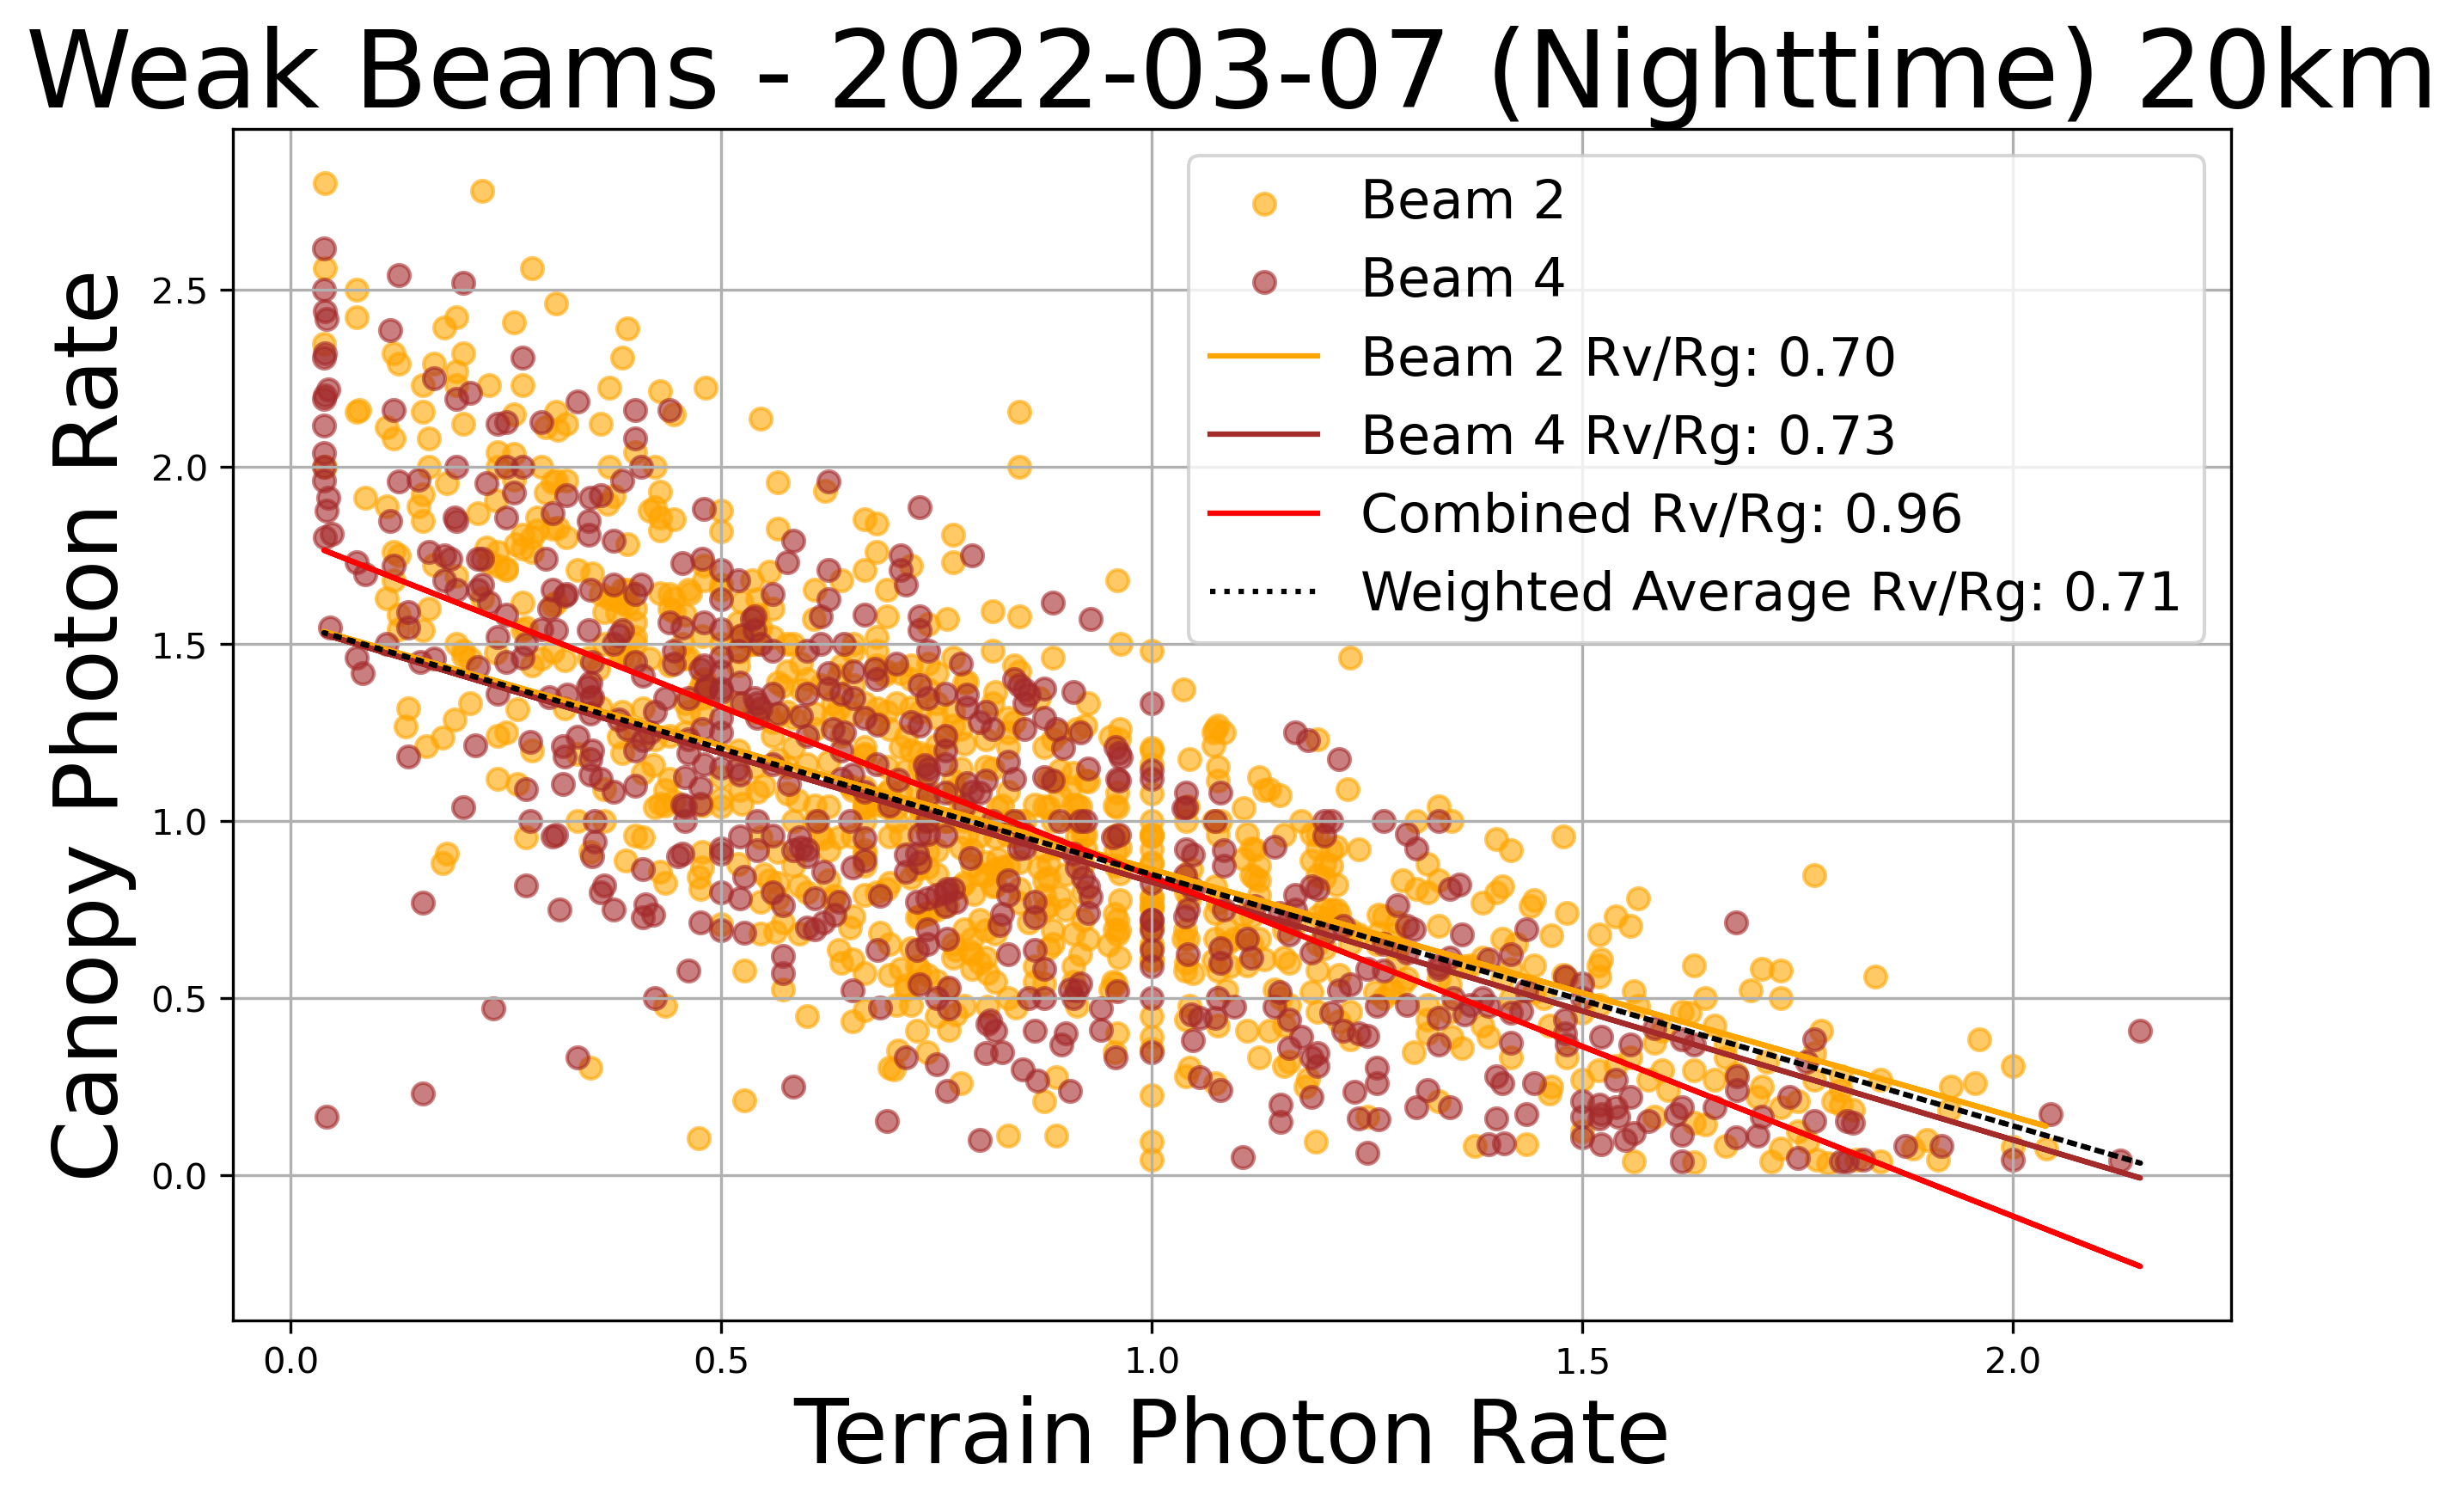 Weak Beams - 2022-03-07 (Nighttime) 20km
Canopy Photon Rate
2.5
2.0
1.5
1.0
0.5
0.0
Beam 2
Beam 4
Beam 2 Rv/Rg: 0.70
Beam 4 Rv/Rg: 0.73
Combined Rv/Rg: 0.96
Weighted Average Rv/Rg: 0.71
0.0 0.5 1.0 1.5 2.0
Terrain Photon Rate